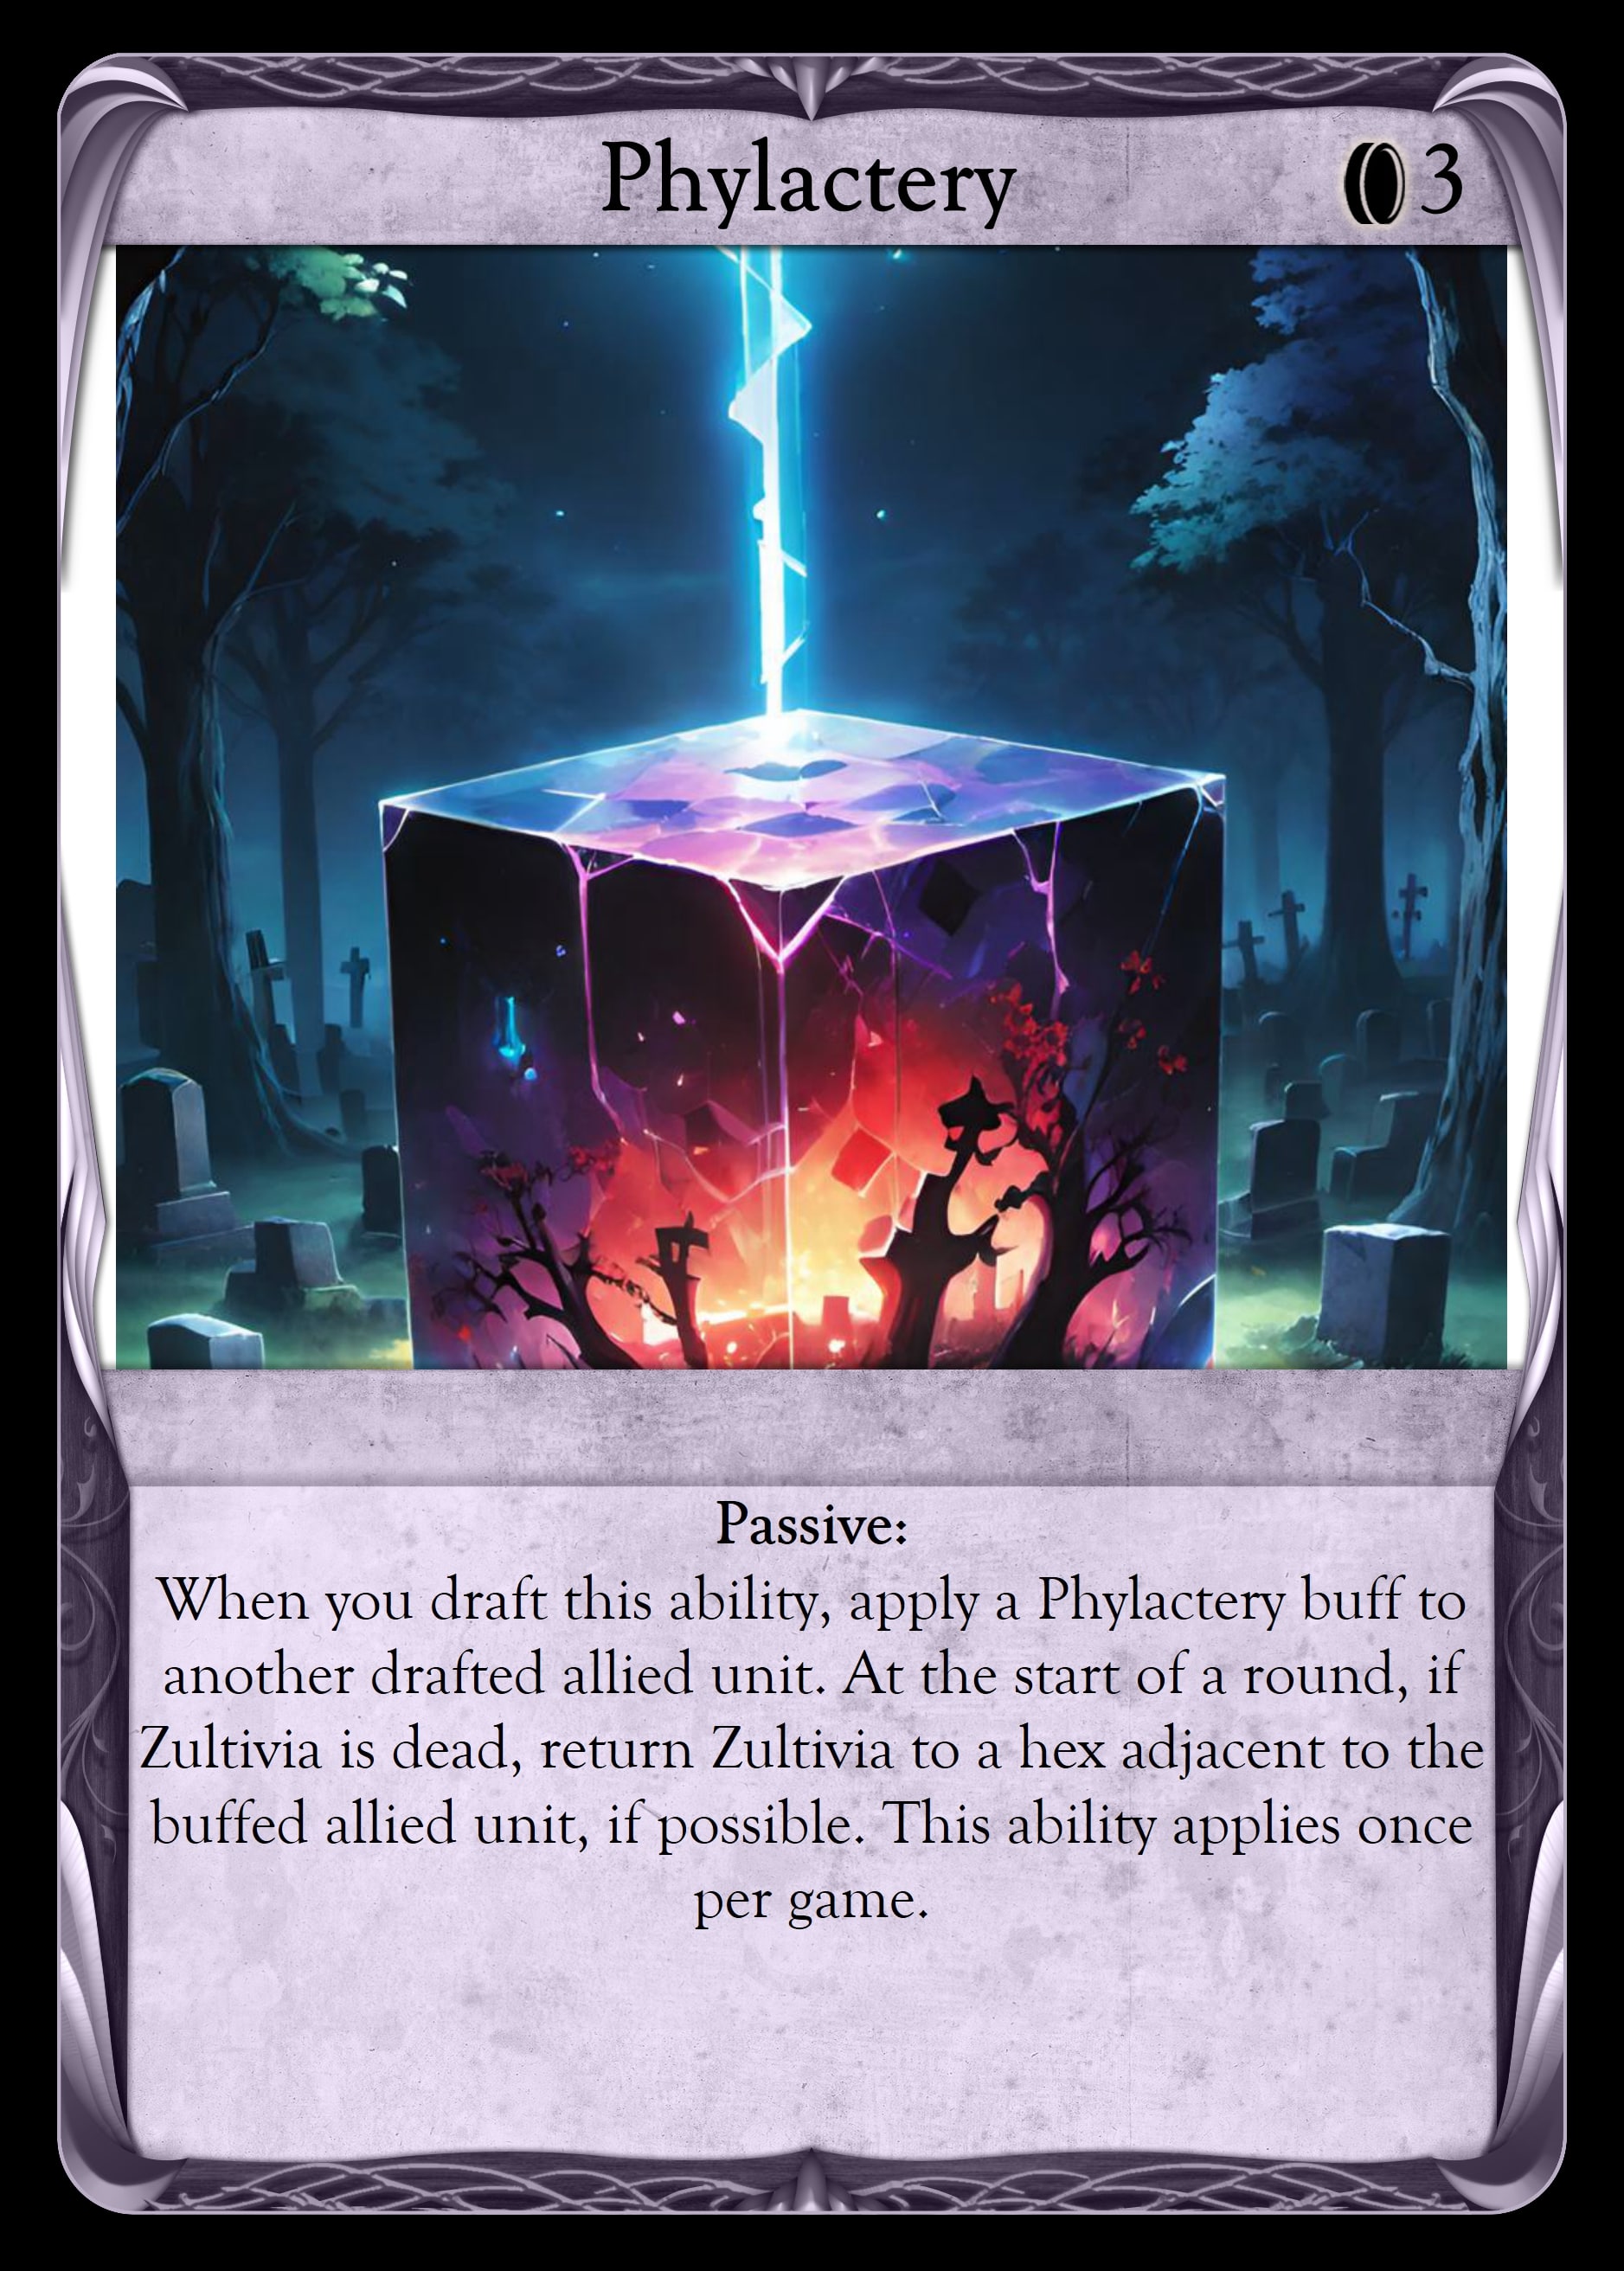 Phylactery 3
Passive:
When you draft this ability, apply a Phylactery buff to
another drafted allied unit. At the start of a round, if
Zultivia is dead, return Zultivia to a hex adjacent to the
buffed allied unit, if possible. This ability applies once
per game.